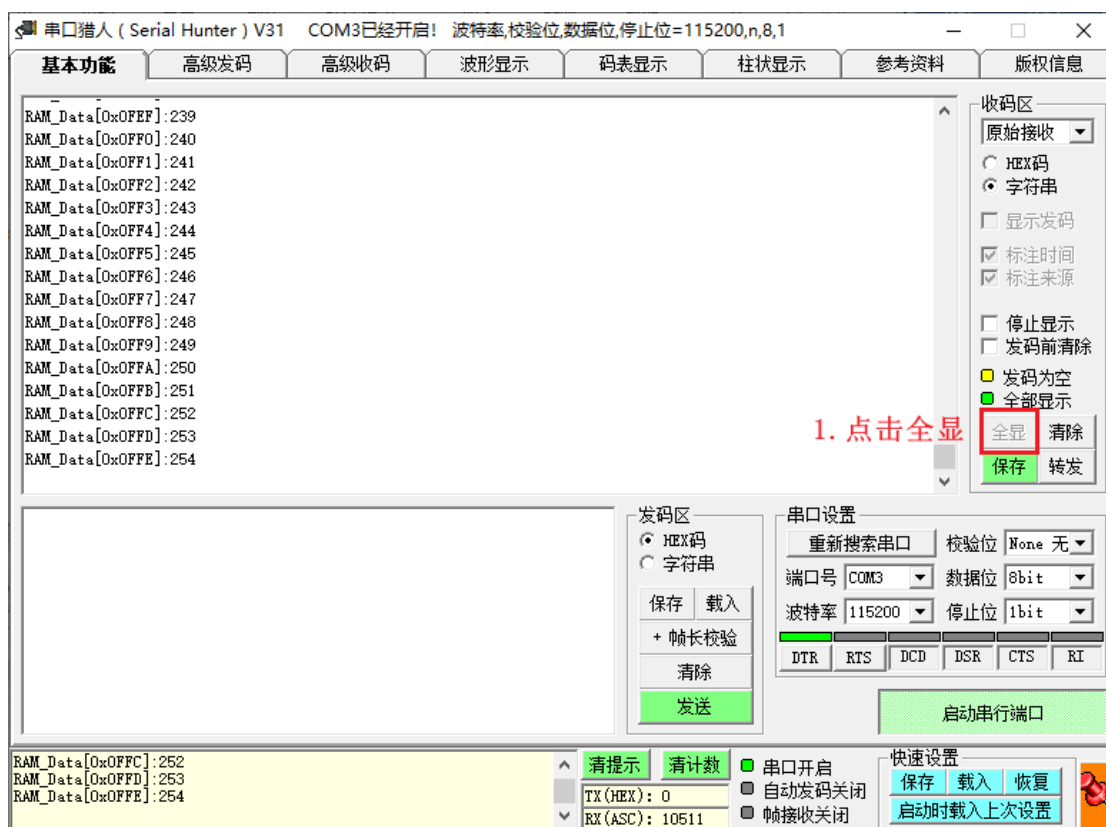 串口猎人（Serial Hunter）V31 COM3已经开启! 波特率,校验位,数据位,停止位=115200,n,8,1
基本功能 高级发码 高级收码 波形显示 码表显示 柱状显示 参考资料 版权信息
RAM_Data[0x0FEF]:239
RAM_Data[0x0FF0]:240
RAM_Data[0x0FF1]:241
RAM_Data[0x0FF2]:242
RAM_Data[0x0FF3]:243
RAM_Data[0x0FF4]:244
RAM_Data[0x0FF5]:245
RAM_Data[0x0FF6]:246
RAM_Data[0x0FF7]:247
RAM_Data[0x0FF8]:248
RAM_Data[0x0FF9]:249
RAM_Data[0x0FFA]:250
RAM_Data[0x0FFB]:251
RAM_Data[0x0FFC]:252
RAM_Data[0x0FFD]:253
RAM_Data[0x0FFE]:254
收码区
原始接收
HEX码
字符串
显示发码
标注时间
标注来源
停止显示
发码前清除
发码为空
全部显示
1. 点击全显
全显 清除
保存 转发
发码区
HEX码
字符串
保存 载入
+ 帧长校验
清除
发送
串口设置
重新搜索串口 校验位 None 无
端口号 COM3 数据位 8bit
波特率 115200 停止位 1bit
DTR RTS DCD DSR CTS RI
启动串行端口
RAM_Data[0x0FFC]:252
RAM_Data[0x0FFD]:253
RAM_Data[0x0FFE]:254
清提示 清计数
TX(HEX): 0
RX(ASC): 10511
串口开启
自动发码关闭
帧接收关闭
快速设置
保存 载入 恢复
启动时载入上次设置